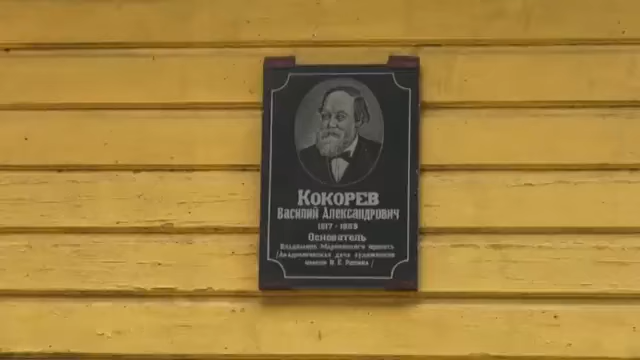 КОКОРЕВ
ВАСИЛИЙ АЛЕКСАНДРОВИЧ
1817 - 1889
ОСНОВАТЕЛЬ
ВЛАДИМИРО МАРИИНСКОГО ПРИЮТА
/АКАДЕМИЧЕСКАЯ ДАЧА ХУДОЖНИКОВ
ИМЕНИ И. Е. РЕПИНА/